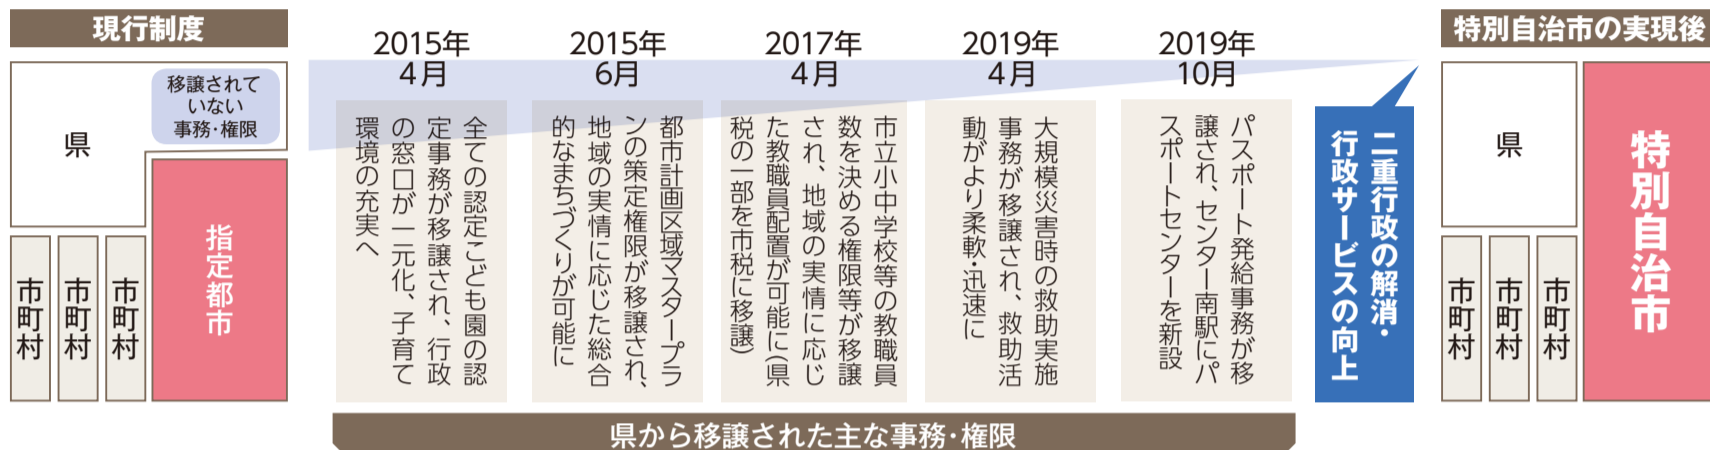 現行制度
移譲されて
いない
事務･権限
県
市町村
市町村
市町村
指定都市
2015年
4月
全ての認定こども園の認
定事務が移譲され、行政
の窓口が一元化、子育て
環境の充実へ
2015年
6月
都市計画区域マスタープラ
ンの策定権限が移譲され、
地域の実情に応じた総合
的なまちづくりが可能に
2017年
4月
市立小中学校等の教職員
数を決める権限等が移譲
され、地域の実情に応じ
た教職員配置が可能に(県
税の一部を市税に移譲)
2019年
4月
大規模災害時の救助実施
事務が移譲され、救助活
動がより柔軟･迅速に
2019年
10月
パスポート発給事務が移
譲され、センター南駅にパ
スポートセンターを新設
県から移譲された主な事務･権限
二重行政の解消･
行政サービスの向上
特別自治市の実現後
県
市町村
市町村
市町村
特別自治市